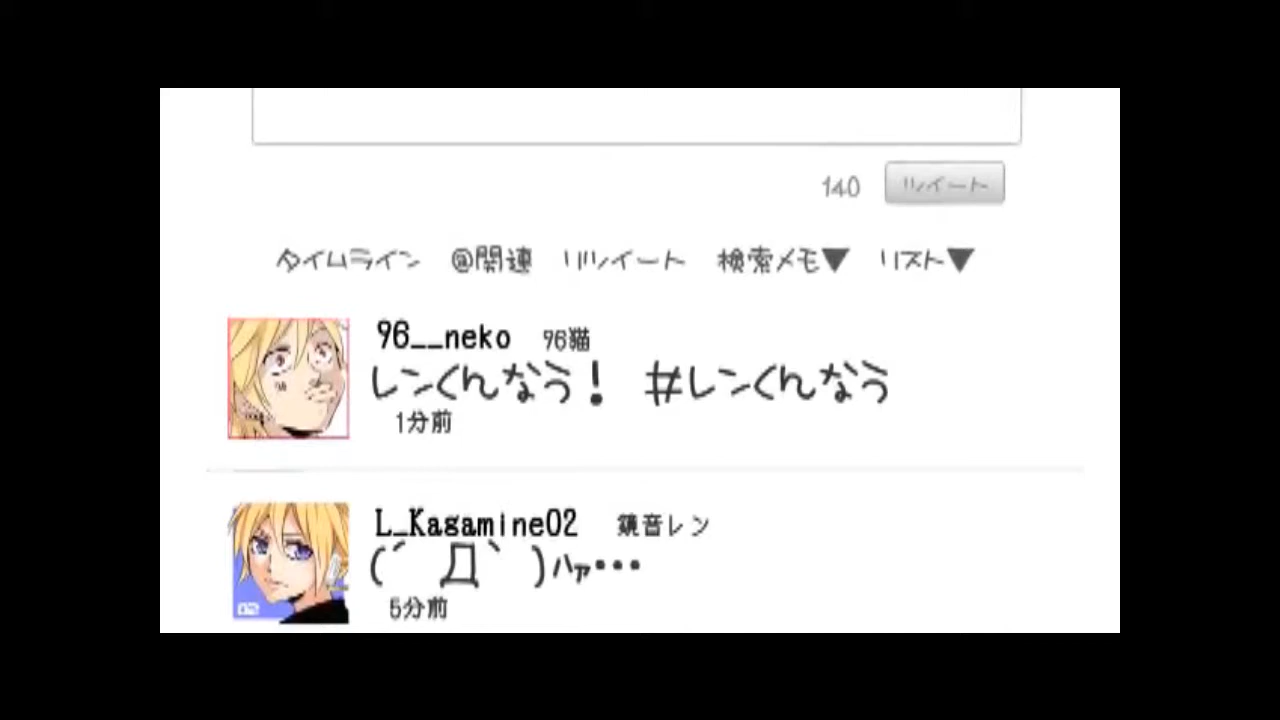 140 ツイート
タイムライン @関連 リツイート 検索メモ▼ リスト▼
96__neko 96猫
レンくんなう! #レンくんなう
1分前
L_Kagamine02 鏡音レン
(´Д`)ハァ・・・
5分前